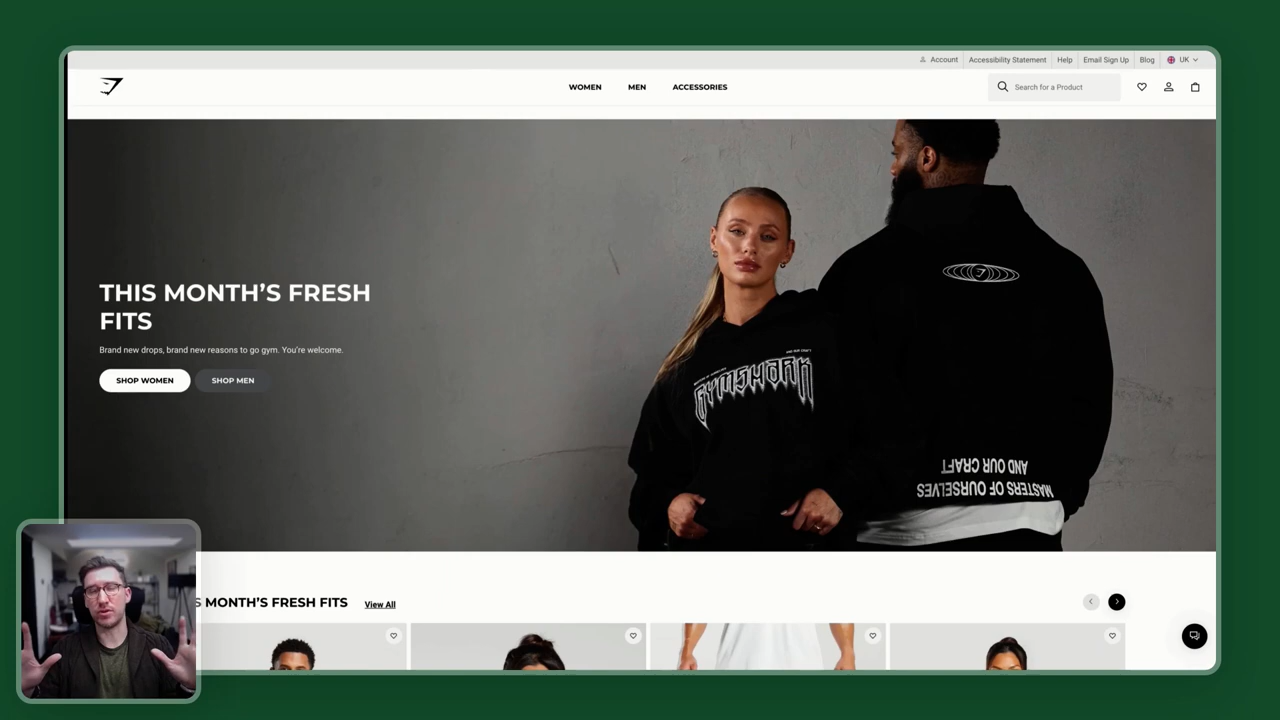 Account
Accessibility Statement
Help
Email Sign Up
Blog
UK
WOMEN
MEN
ACCESSORIES
Search for a Product
THIS MONTH’S FRESH
FITS
Brand new drops, brand new reasons to go gym. You’re welcome.
SHOP WOMEN
SHOP MEN
GYMSHARK
MASTERS OF OURSELVES
AND OUR CRAFT
S MONTH’S FRESH FITS
View All